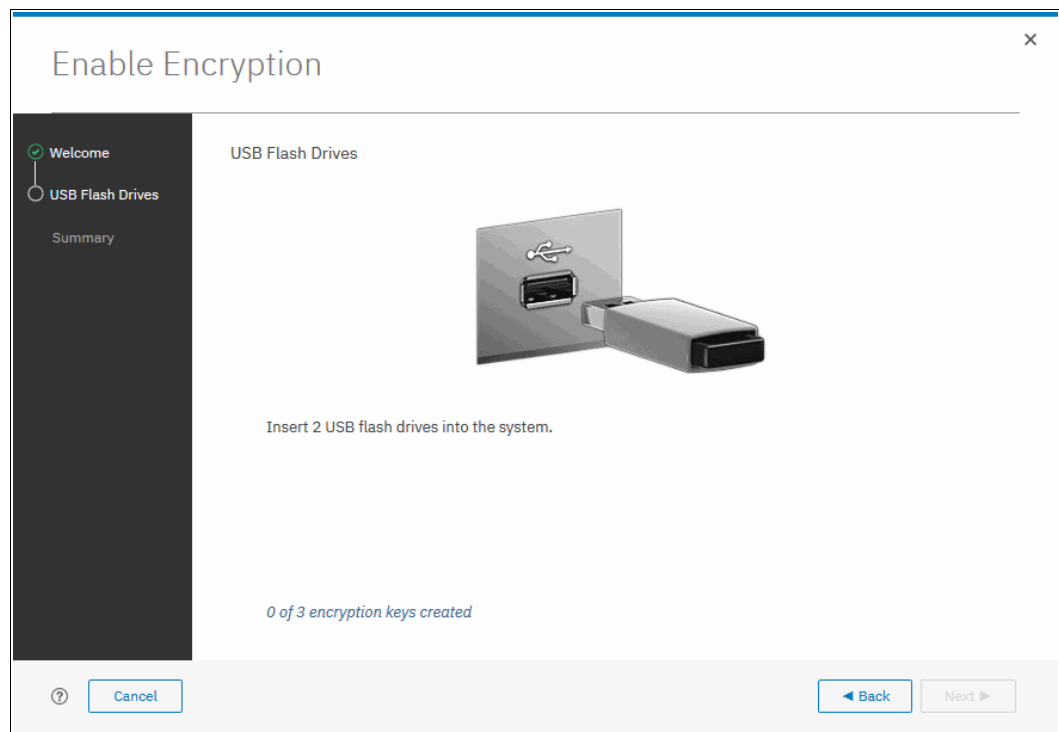 Enable Encryption
Welcome
USB Flash Drives
Summary
USB Flash Drives
Insert 2 USB flash drives into the system.
0 of 3 encryption keys created
?
Cancel
Back
Next